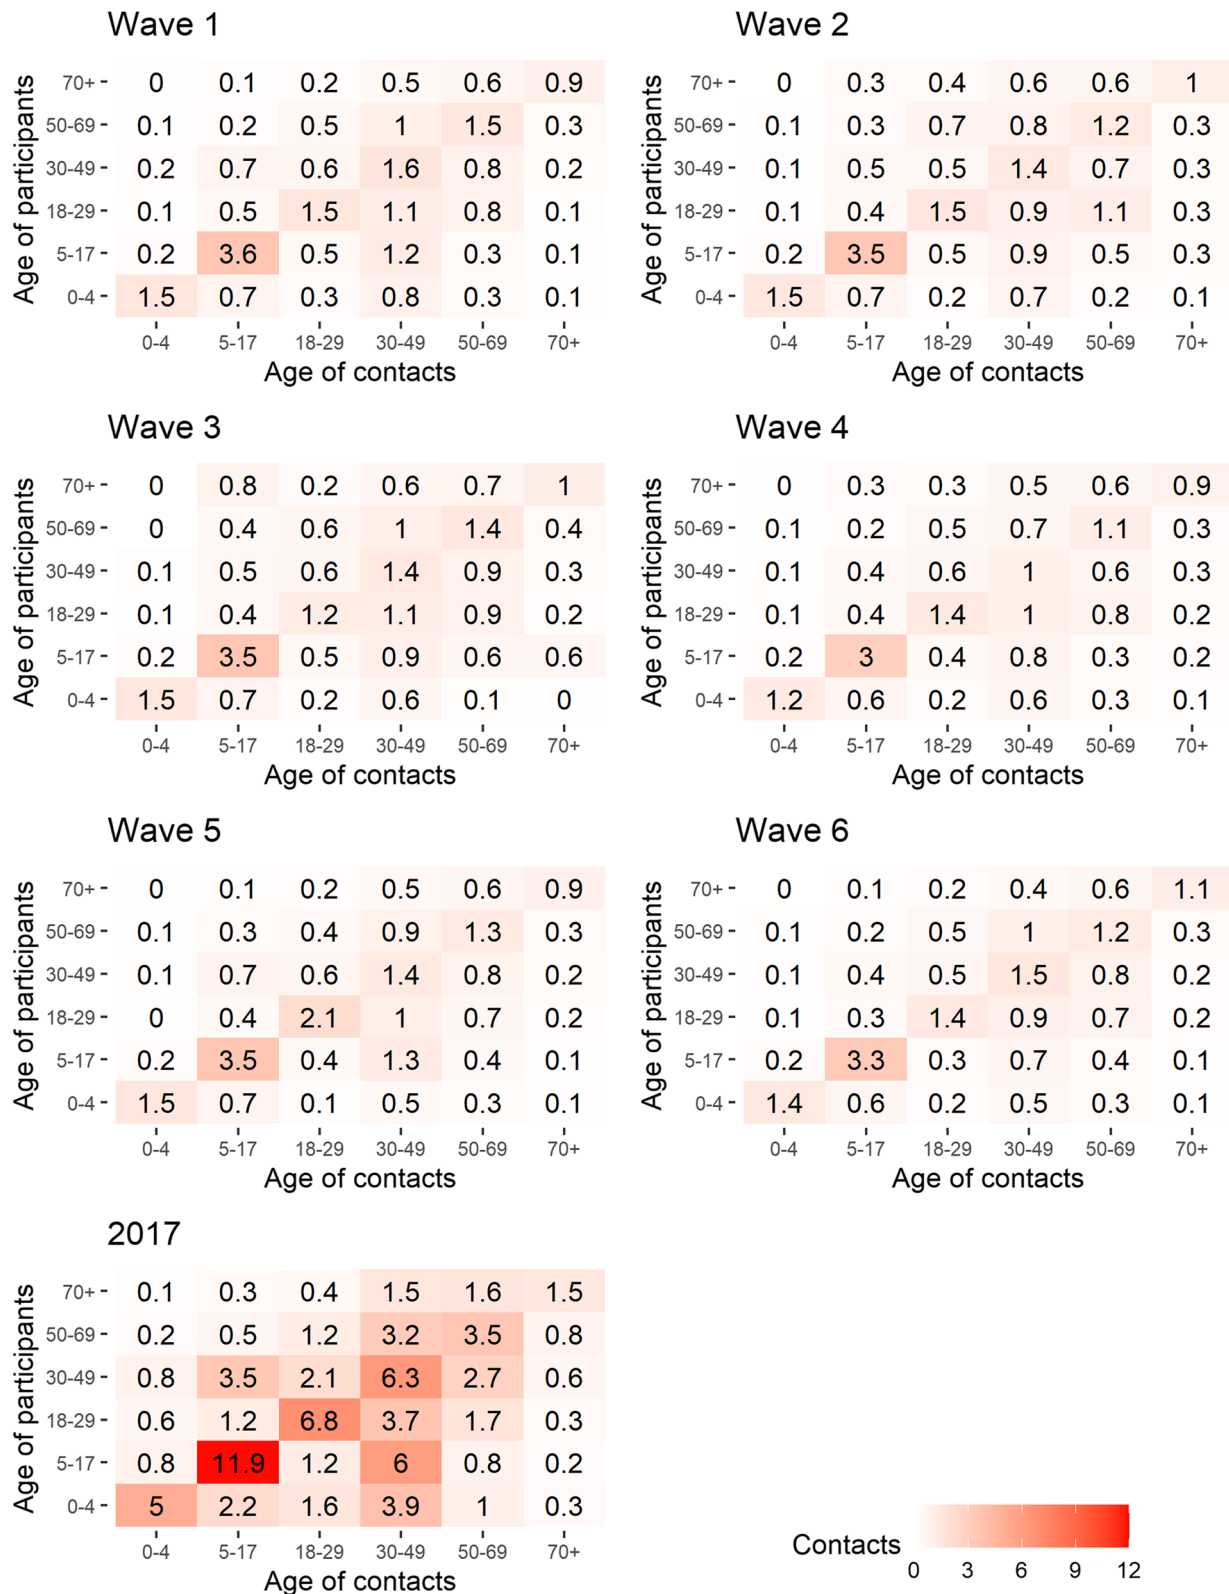 Wave 1
Age of participants
70+ 0 0.1 0.2 0.5 0.6 0.9
50-69 0.1 0.2 0.5 1 1.5 0.3
30-49 0.2 0.7 0.6 1.6 0.8 0.2
18-29 0.1 0.5 1.5 1.1 0.8 0.1
5-17 0.2 3.6 0.5 1.2 0.3 0.1
0-4 1.5 0.7 0.3 0.8 0.3 0.1
0-4 5-17 18-29 30-49 50-69 70+
Age of contacts
Wave 2
Age of participants
70+ 0 0.3 0.4 0.6 0.6 1
50-69 0.1 0.3 0.7 0.8 1.2 0.3
30-49 0.1 0.5 0.5 1.4 0.7 0.3
18-29 0.1 0.4 1.5 0.9 1.1 0.3
5-17 0.2 3.5 0.5 0.9 0.5 0.3
0-4 1.5 0.7 0.2 0.7 0.2 0.1
0-4 5-17 18-29 30-49 50-69 70+
Age of contacts
Wave 3
Age of participants
70+ 0 0.8 0.2 0.6 0.7 1
50-69 0 0.4 0.6 1 1.4 0.4
30-49 0.1 0.5 0.6 1.4 0.9 0.3
18-29 0.1 0.4 1.2 1.1 0.9 0.2
5-17 0.2 3.5 0.5 0.9 0.6 0.6
0-4 1.5 0.7 0.2 0.6 0.1 0
0-4 5-17 18-29 30-49 50-69 70+
Age of contacts
Wave 4
Age of participants
70+ 0 0.3 0.3 0.5 0.6 0.9
50-69 0.1 0.2 0.5 0.7 1.1 0.3
30-49 0.1 0.4 0.6 1 0.6 0.3
18-29 0.1 0.4 1.4 1 0.8 0.2
5-17 0.2 3 0.4 0.8 0.3 0.2
0-4 1.2 0.6 0.2 0.6 0.3 0.1
0-4 5-17 18-29 30-49 50-69 70+
Age of contacts
Wave 5
Age of participants
70+ 0 0.1 0.2 0.5 0.6 0.9
50-69 0.1 0.3 0.4 0.9 1.3 0.3
30-49 0.1 0.7 0.6 1.4 0.8 0.2
18-29 0 0.4 2.1 1 0.7 0.2
5-17 0.2 3.5 0.4 1.3 0.4 0.1
0-4 1.5 0.7 0.1 0.5 0.3 0.1
0-4 5-17 18-29 30-49 50-69 70+
Age of contacts
Wave 6
Age of participants
70+ 0 0.1 0.2 0.4 0.6 1.1
50-69 0.1 0.2 0.5 1 1.2 0.3
30-49 0.1 0.4 0.5 1.5 0.8 0.2
18-29 0.1 0.3 1.4 0.9 0.7 0.2
5-17 0.2 3.3 0.3 0.7 0.4 0.1
0-4 1.4 0.6 0.2 0.5 0.3 0.1
0-4 5-17 18-29 30-49 50-69 70+
Age of contacts
2017
Age of participants
70+ 0.1 0.3 0.4 1.5 1.6 1.5
50-69 0.2 0.5 1.2 3.2 3.5 0.8
30-49 0.8 3.5 2.1 6.3 2.7 0.6
18-29 0.6 1.2 6.8 3.7 1.7 0.3
5-17 0.8 11.9 1.2 6 0.8 0.2
0-4 5 2.2 1.6 3.9 1 0.3
0-4 5-17 18-29 30-49 50-69 70+
Age of contacts
Contacts
0 3 6 9 12